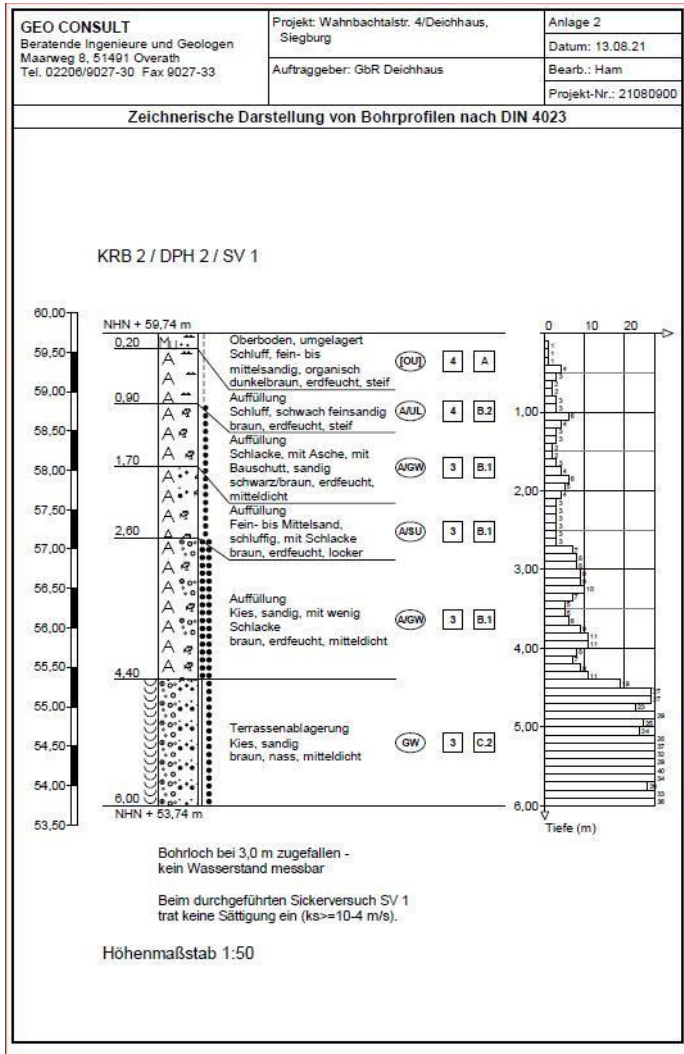 GEO CONSULT
Beratende Ingenieure und Geologen
Maarweg 8, 51491 Overath
Tel. 02206/9027-30 Fax 9027-33
Projekt: Wahnbachtalstr. 4/Deichhaus,
Siegburg
Auftraggeber: GbR Deichhaus
Anlage 2
Datum: 13.08.21
Bearb.: Ham
Projekt-Nr.: 21080900
Zeichnerische Darstellung von Bohrprofilen nach DIN 4023
KRB 2 / DPH 2 / SV 1
60,00
59,50
59,00
58,50
58,00
57,50
57,00
56,50
56,00
55,50
55,00
54,50
54,00
53,50
NHN + 59,74 m
0,20
0,90
1,70
2,60
4,40
6,00
NHN + 53,74 m
Oberboden, umgelagert
Schluff, fein- bis
mittelsandig, organisch
dunkelbraun, erdfeucht, steif
[OU] 4 A
Auffüllung
Schluff, schwach feinsandig
braun, erdfeucht, steif
A/UL 4 B.2
Auffüllung
Schlacke, mit Asche, mit
Bauschutt, sandig
schwarz/braun, erdfeucht,
mitteldicht
A/GW 3 B.1
Auffüllung
Fein- bis Mittelsand,
schluffig, mit Schlacke
braun, erdfeucht, locker
A/SU 3 B.1
Auffüllung
Kies, sandig, mit wenig
Schlacke
braun, erdfeucht, mitteldicht
A/GW 3 B.1
Terrassenablagerung
Kies, sandig
braun, nass, mitteldicht
GW 3 C.2
0 10 20
1,00
2,00
3,00
4,00
5,00
6,00
Tiefe (m)
Bohrloch bei 3,0 m zugefallen -
kein Wasserstand messbar
Beim durchgeführten Sickerversuch SV 1
trat keine Sättigung ein (ks>=10-4 m/s).
Höhenmaßstab 1:50